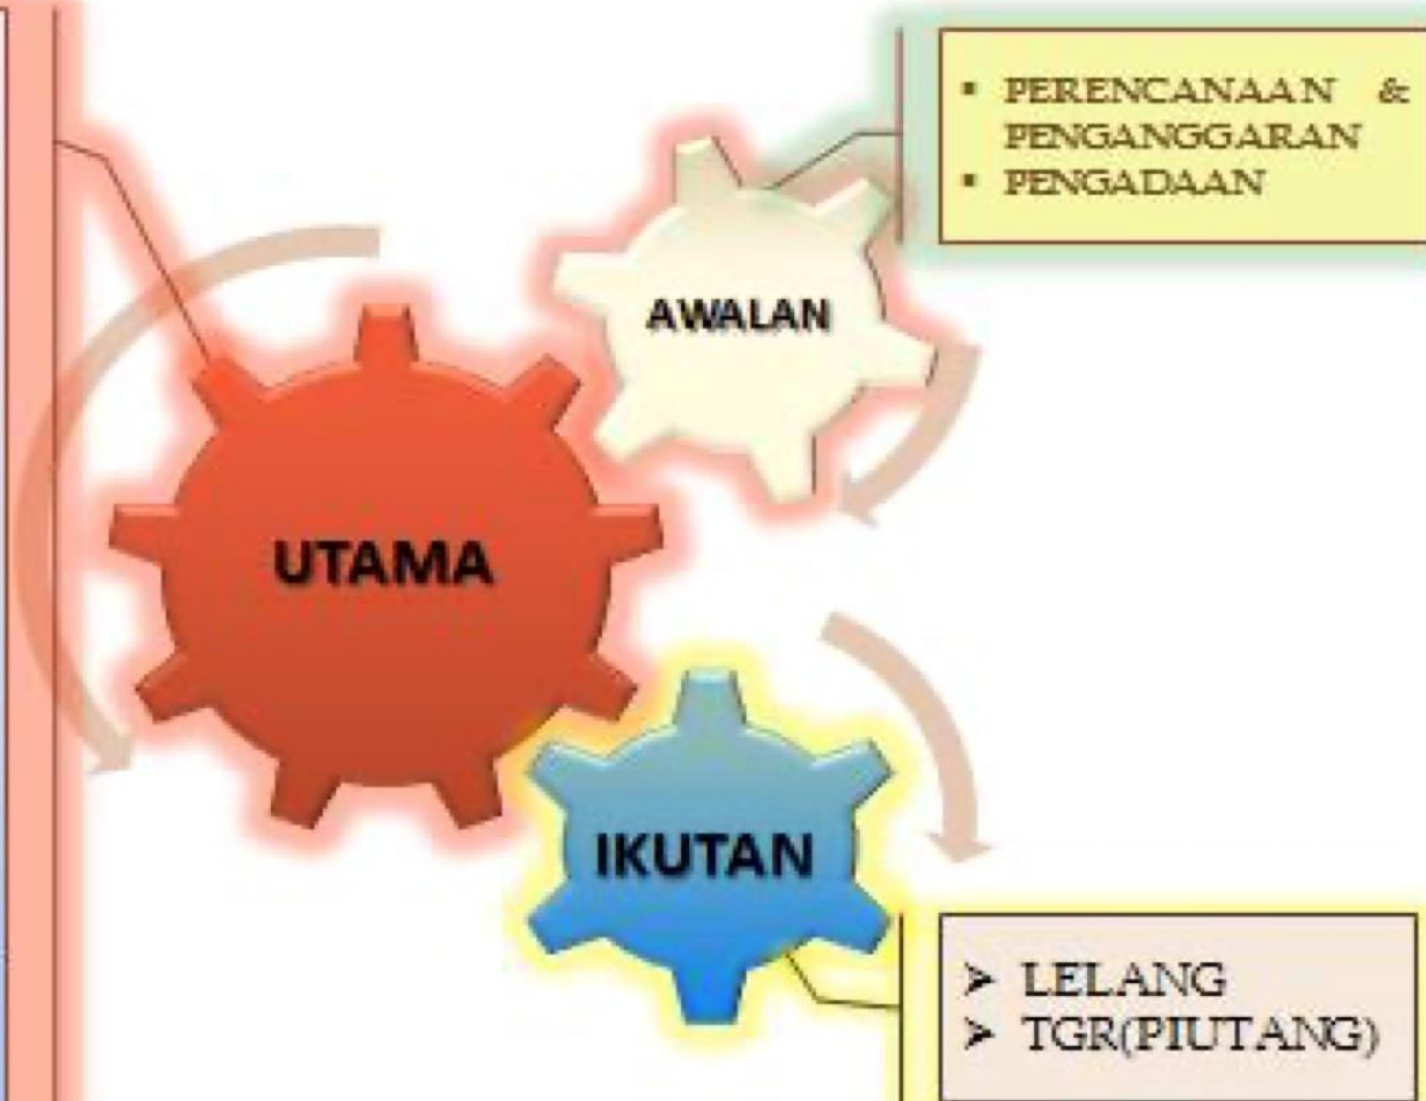 ▪ PERENCANAAN &
PENGANGGARAN
▪ PENGADAAN
AWALAN
UTAMA
IKUTAN
➢ LELANG
➢ TGR(PIUTANG)